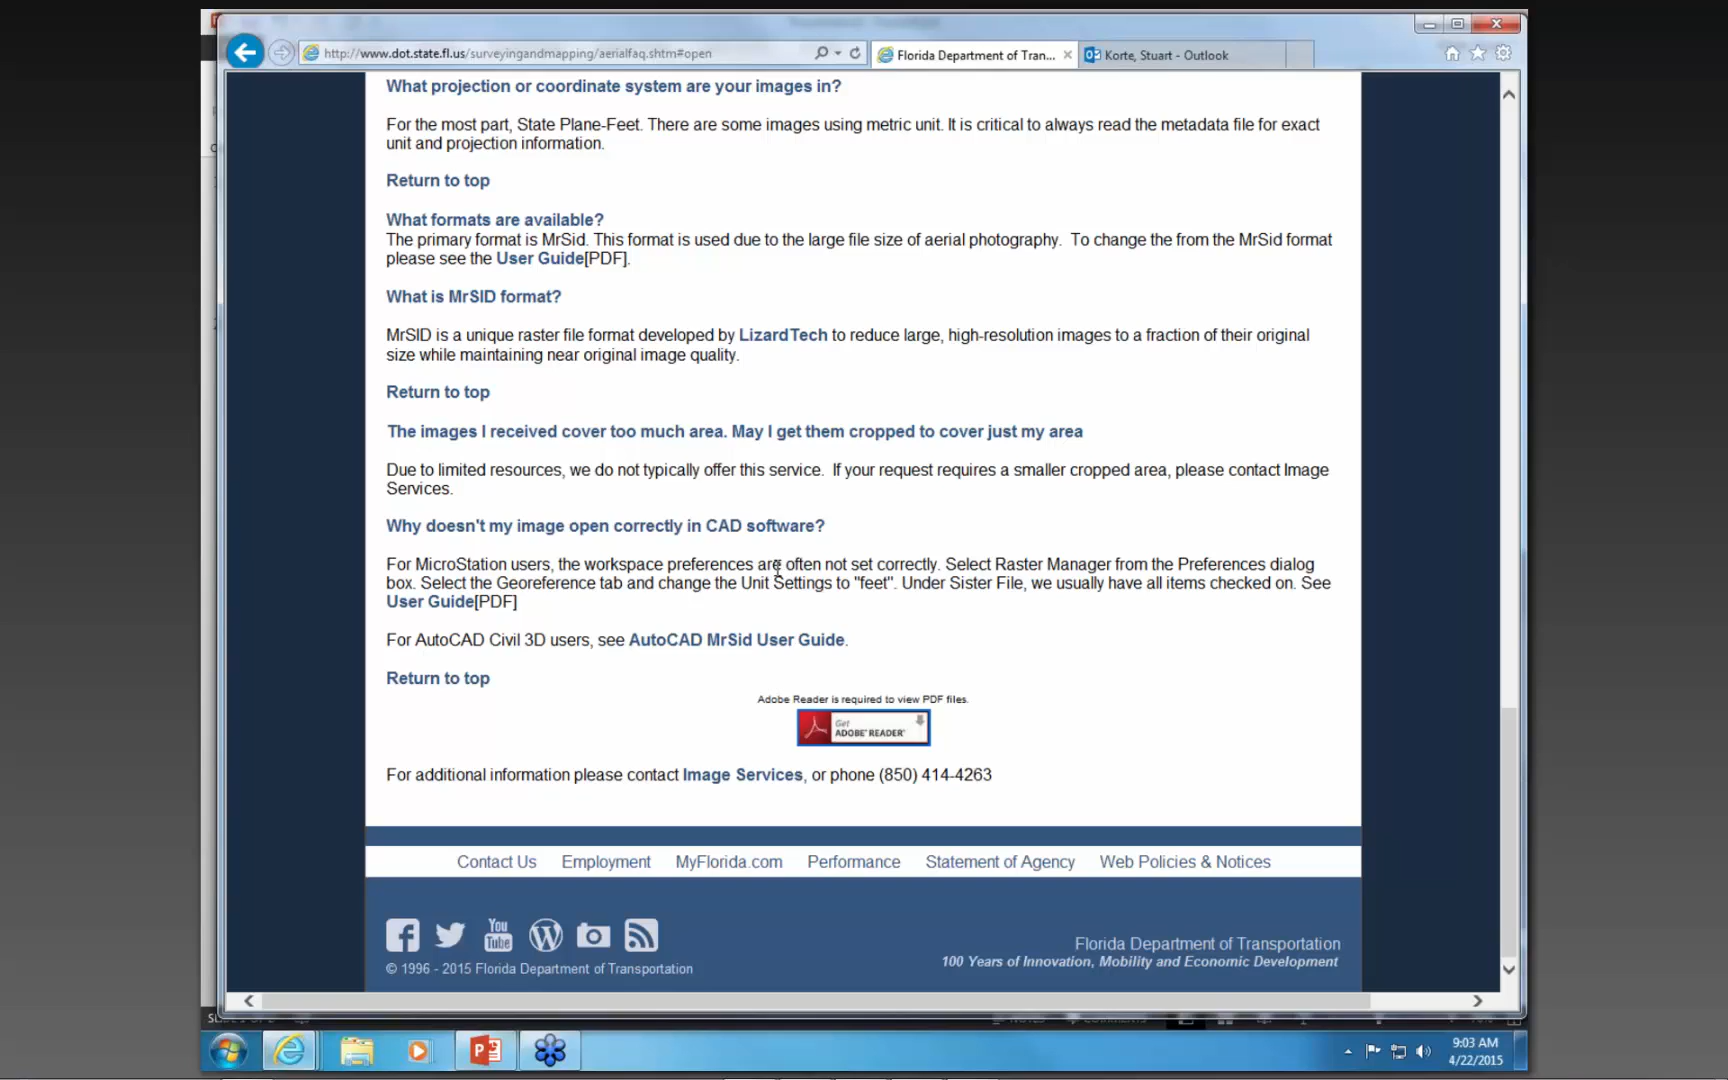 http://www.dot.state.fl.us/surveyingandmapping/aerialfaq.shtm#open
Florida Department of Tran...
Korte, Stuart - Outlook
What projection or coordinate system are your images in?
For the most part, State Plane-Feet. There are some images using metric unit. It is critical to always read the metadata file for exact
unit and projection information.
Return to top
What formats are available?
The primary format is MrSid. This format is used due to the large file size of aerial photography. To change the from the MrSid format
please see the User Guide[PDF].
What is MrSID format?
MrSID is a unique raster file format developed by LizardTech to reduce large, high-resolution images to a fraction of their original
size while maintaining near original image quality.
Return to top
The images I received cover too much area. May I get them cropped to cover just my area
Due to limited resources, we do not typically offer this service. If your request requires a smaller cropped area, please contact Image
Services.
Why doesn't my image open correctly in CAD software?
For MicroStation users, the workspace preferences are often not set correctly. Select Raster Manager from the Preferences dialog
box. Select the Georeference tab and change the Unit Settings to "feet". Under Sister File, we usually have all items checked on. See
User Guide[PDF]
For AutoCAD Civil 3D users, see AutoCAD MrSid User Guide.
Return to top
Adobe Reader is required to view PDF files.
Get
ADOBE® READER®
For additional information please contact Image Services, or phone (850) 414-4263
Contact Us Employment MyFlorida.com Performance Statement of Agency Web Policies & Notices
You
Tube
Florida Department of Transportation
100 Years of Innovation, Mobility and Economic Development
© 1996 - 2015 Florida Department of Transportation
9:03 AM
4/22/2015